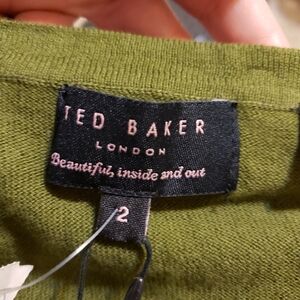 TED BAKER
LONDON
Beautiful, inside and out
2